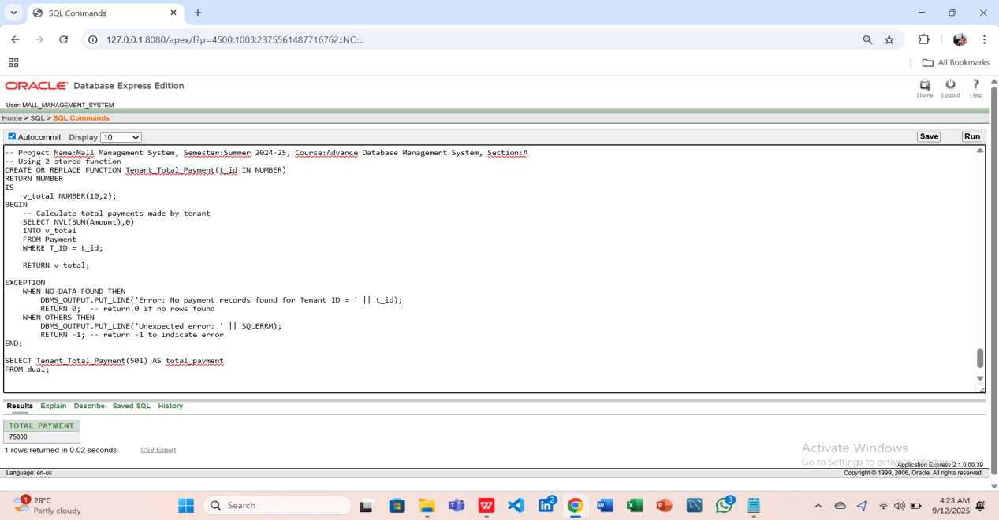 SQL Commands
127.0.0.1:8080/apex/f?p=4500:1003:2375561487716762::NO:::
All Bookmarks
ORACLE Database Express Edition
Home Logout Help
User: MALL_MANAGEMENT_SYSTEM
Home > SQL > SQL Commands
Autocommit Display 10 Save Run
-- Project Name:Mall Management System, Semester:Summer 2024-25, Course:Advance Database Management System, Section:A
-- Using 2 stored function
CREATE OR REPLACE FUNCTION Tenant_Total_Payment(t_id IN NUMBER)
RETURN NUMBER
IS
    v_total NUMBER(10,2);
BEGIN
    -- Calculate total payments made by tenant
    SELECT NVL(SUM(Amount),0)
    INTO v_total
    FROM Payment
    WHERE T_ID = t_id;
    RETURN v_total;
EXCEPTION
    WHEN NO_DATA_FOUND THEN
        DBMS_OUTPUT.PUT_LINE('Error: No payment records found for Tenant ID = ' || t_id);
        RETURN 0;  -- return 0 if no rows found
    WHEN OTHERS THEN
        DBMS_OUTPUT.PUT_LINE('Unexpected error: ' || SQLERRM);
        RETURN -1; -- return -1 to indicate error
END;
SELECT Tenant_Total_Payment(501) AS total_payment
FROM dual;
Results Explain Describe Saved SQL History
TOTAL_PAYMENT
75000
1 rows returned in 0.02 seconds CSV Export
Activate Windows
Go to Settings to activate Windows.
Application Express 2.1.0.00.39
Language: en-us Copyright © 1999, 2006, Oracle. All rights reserved.
1 28°C
Partly cloudy
Search
2
3
4:23 AM
9/12/2025